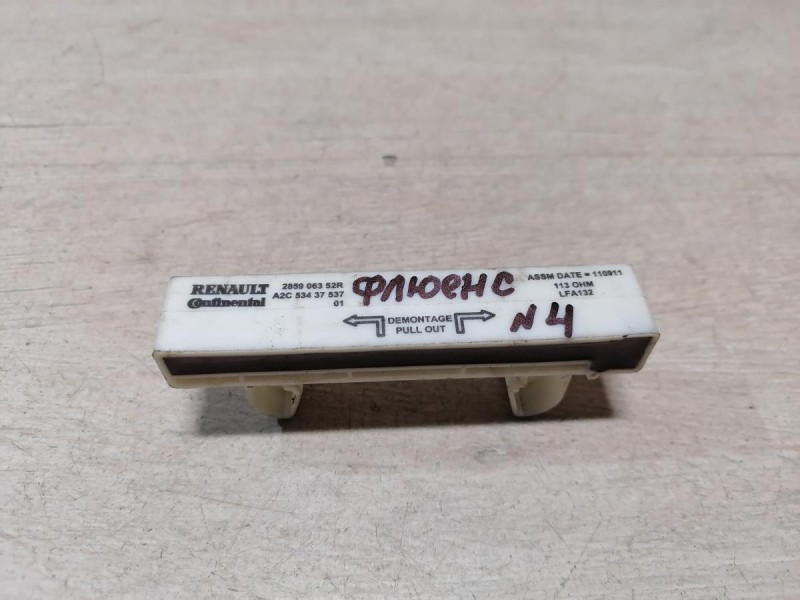 RENAULT
Continental
2859 063 52R
A2C 534 37 537
01
ФЛЮЕНС
ASSM DATE = 110911
113 OHM
LFA132
DEMONTAGE
PULL OUT
N 4